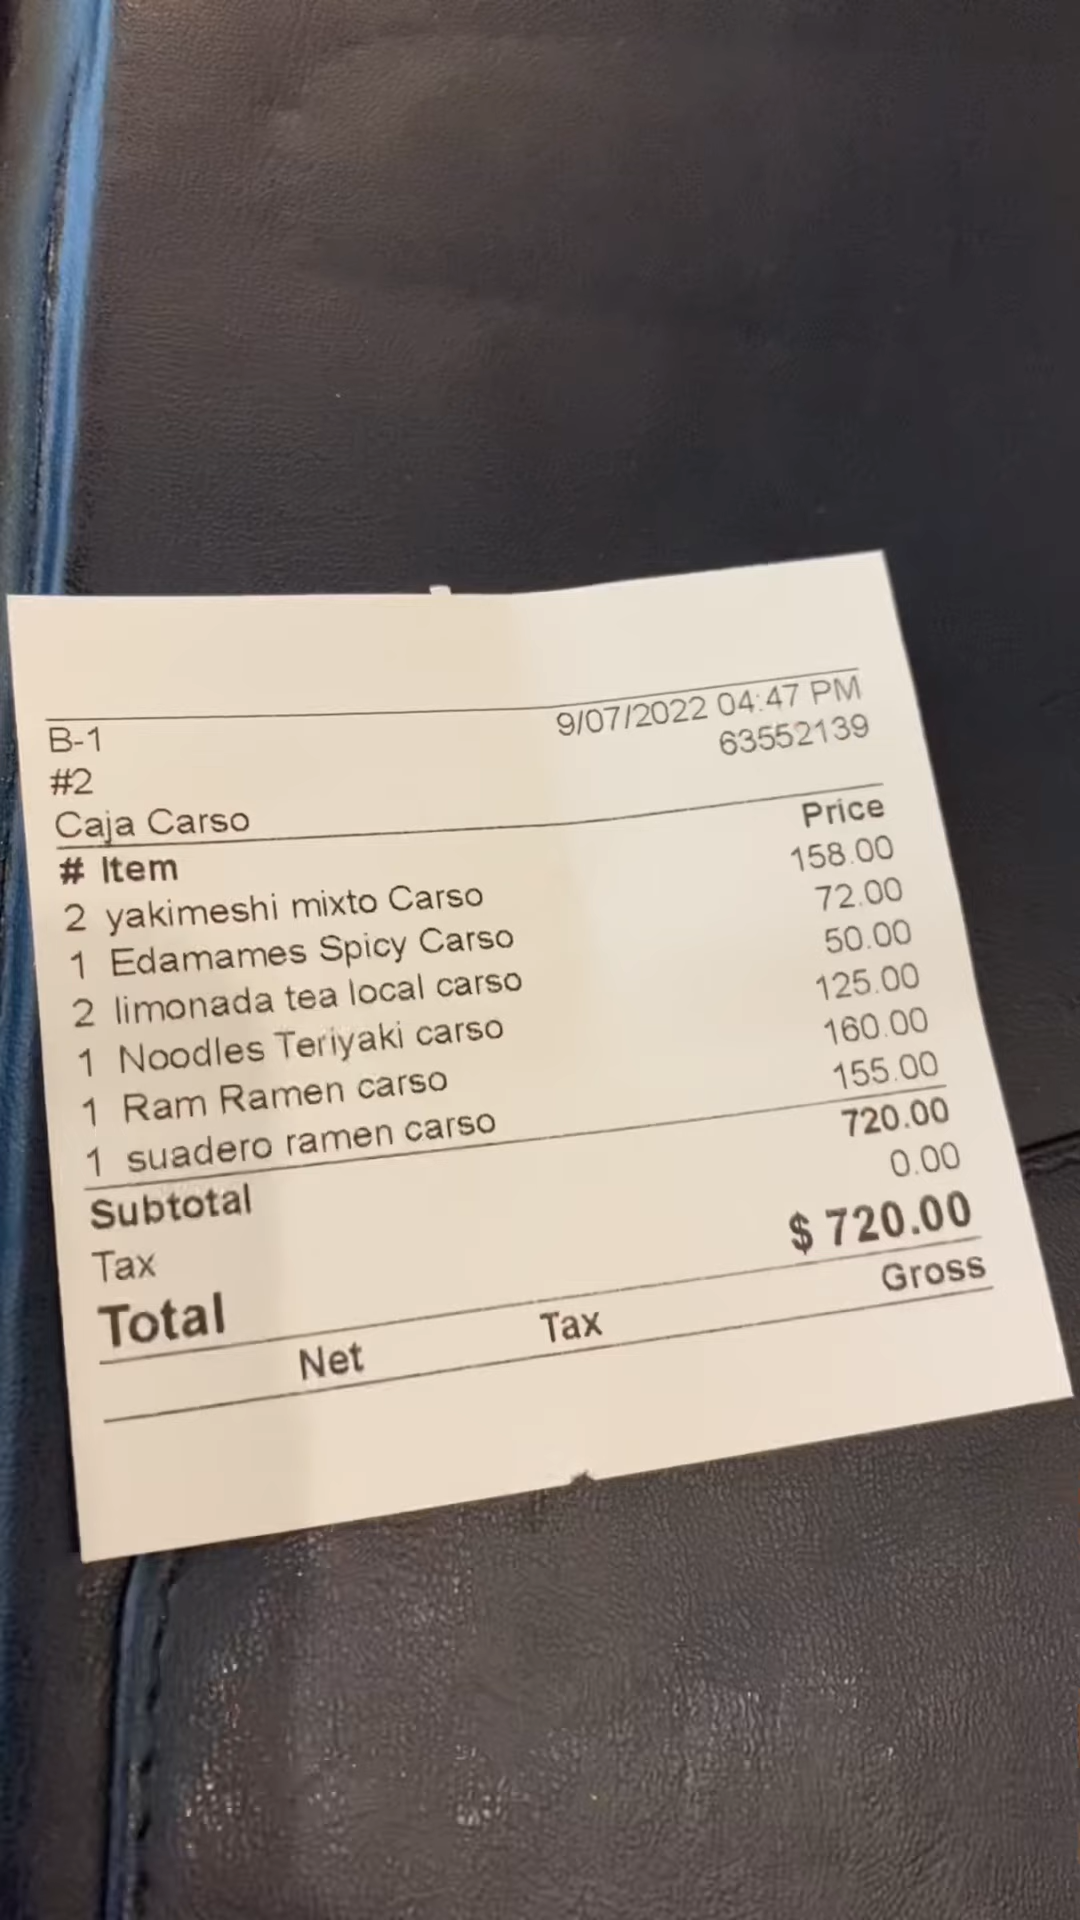 B-1 9/07/2022 04:47 PM
#2 63552139
Caja Carso
# Item Price
2 yakimeshi mixto Carso 158.00
1 Edamames Spicy Carso 72.00
2 limonada tea local carso 50.00
1 Noodles Teriyaki carso 125.00
1 Ram Ramen carso 160.00
1 suadero ramen carso 155.00
Subtotal 720.00
Tax 0.00
Total $ 720.00
Net Tax Gross